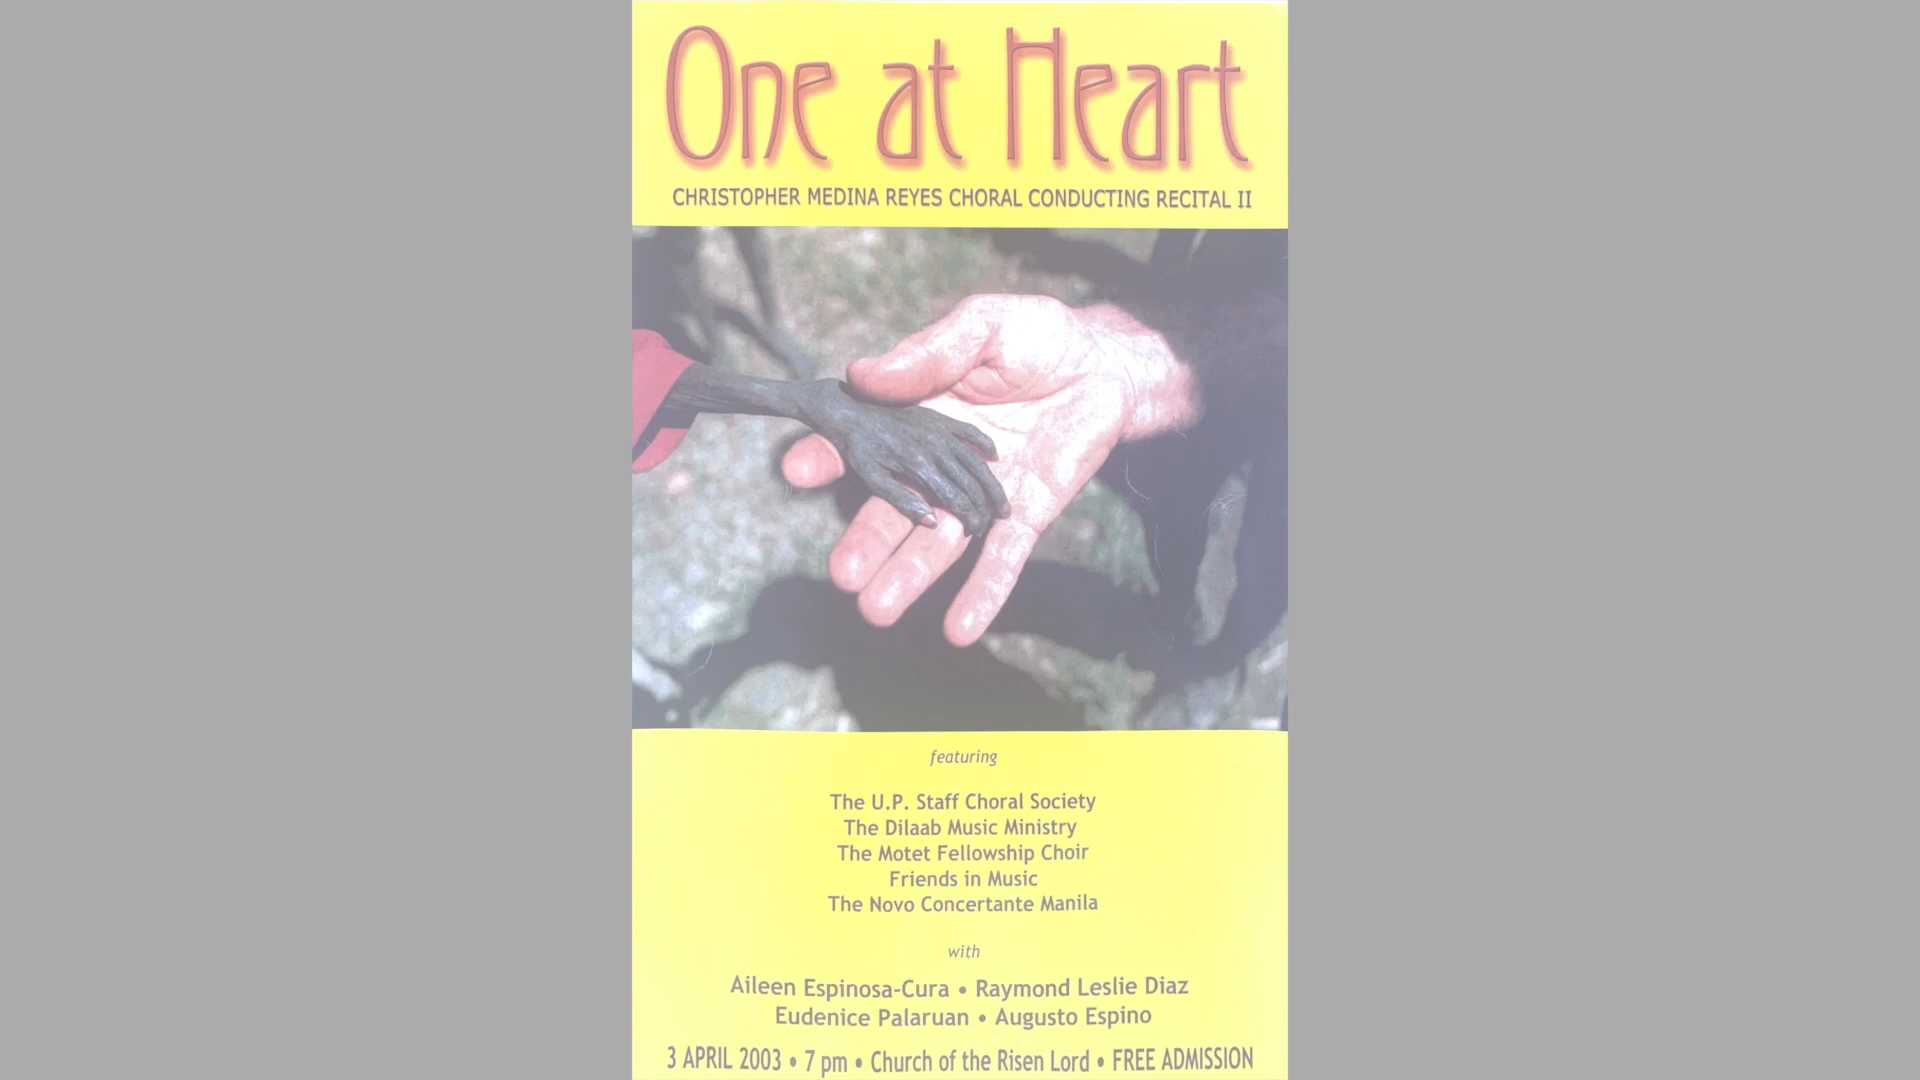 One at Heart
CHRISTOPHER MEDINA REYES CHORAL CONDUCTING RECITAL II
featuring
The U.P. Staff Choral Society
The Dilaab Music Ministry
The Motet Fellowship Choir
Friends in Music
The Novo Concertante Manila
with
Aileen Espinosa-Cura • Raymond Leslie Diaz
Eudenice Palaruan • Augusto Espino
3 APRIL 2003 • 7 pm • Church of the Risen Lord • FREE ADMISSION